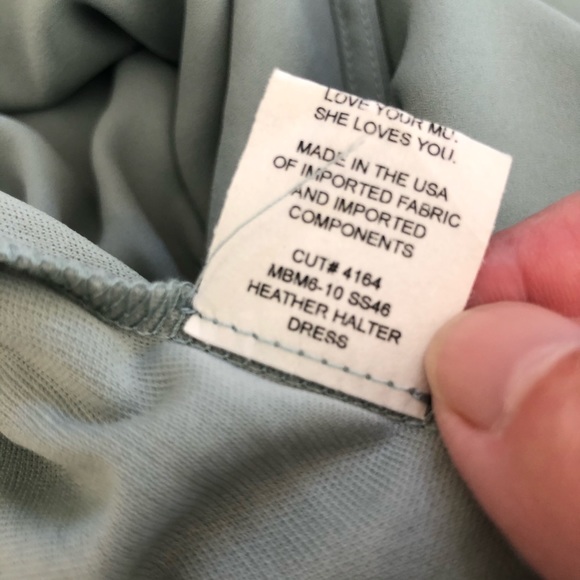 LOVE YOUR MU.
SHE LOVES YOU.
MADE IN THE USA
OF IMPORTED FABRIC
AND IMPORTED
COMPONENTS
CUT# 4164
MBM6-10 SS46
HEATHER HALTER
DRESS